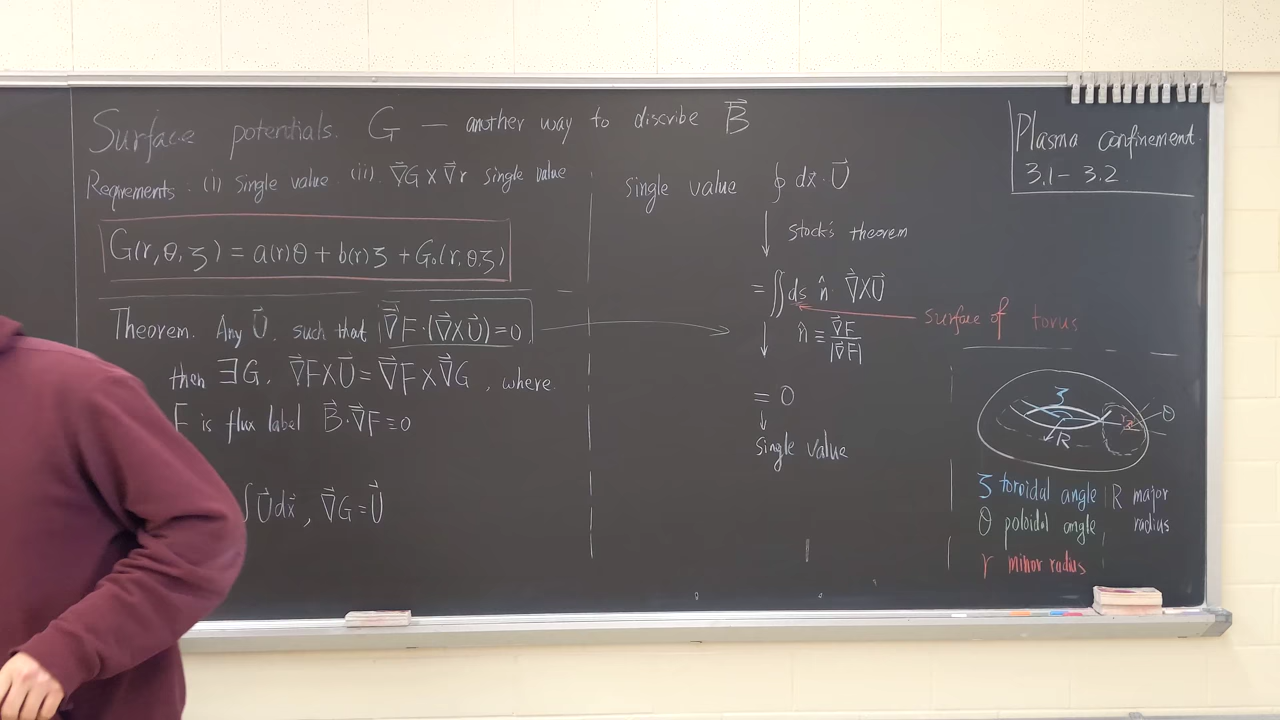 Surface potentials. G — another way to discribe B⃗
Requirements: (i) Single value. (ii). ∇⃗G × ∇⃗r single value
G(r,θ,ζ) = a(r)θ + b(r)ζ + G₀(r,θ,ζ)
Theorem. Any U⃗, such that ∇⃗F·(∇⃗×U⃗)=0,
then ∃G, ∇⃗F×U⃗ = ∇⃗F×∇⃗G, where
F is flux label B⃗·∇⃗F≡0
∫U⃗dx⃗, ∇⃗G=U⃗
single value ∮ dx⃗·U⃗
stock's theorem
= ∬ds n̂·∇⃗×U⃗
surface of torus
n̂ ≡ ∇⃗F/|∇⃗F|
= 0
Single value
Plasma confinement
3.1 - 3.2
ζ
r
θ
R
ζ toroidal angle
θ poloidal angle
r minor radius
R major
radius